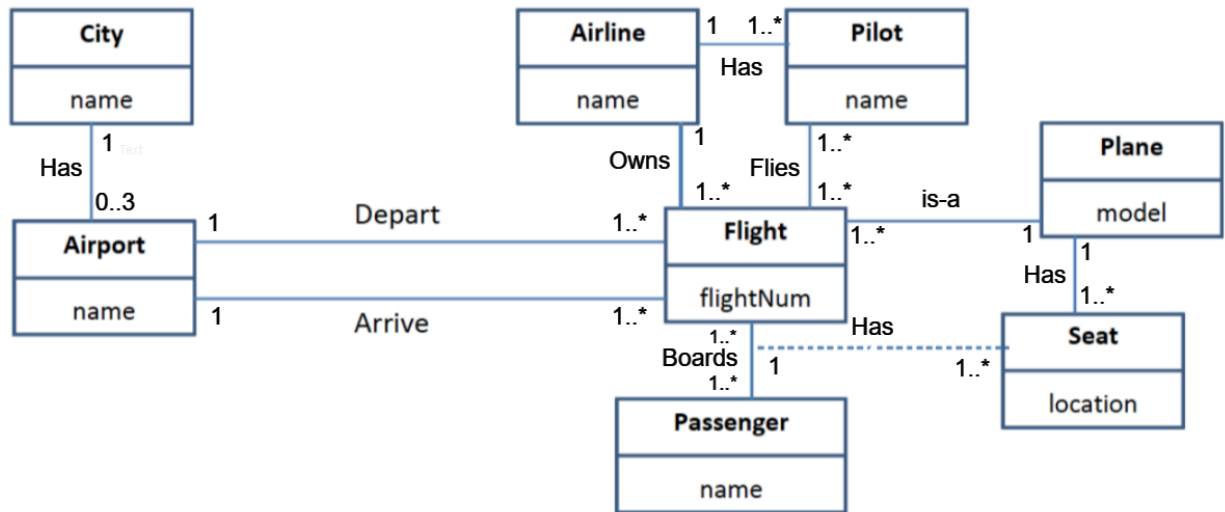 City
name
1
Text
Has
0..3
Airport
name
Airline
name
1
1..*
Has
Pilot
name
1
Owns
1..*
1..*
Flies
1..*
Plane
model
is-a
1..*
1
1
Has
1..*
1
Depart
1..*
Flight
flightNum
1
Arrive
1..*
1..*
Boards
1..*
1
Has
1..*
Seat
location
Passenger
name